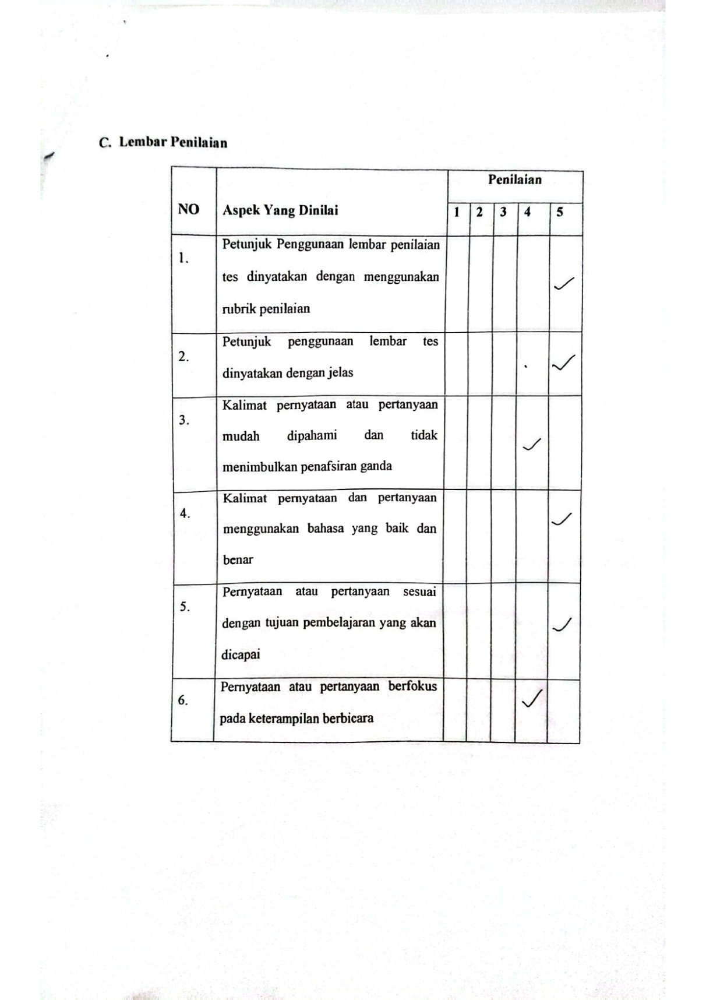 C. Lembar Penilaian
Penilaian
NO Aspek Yang Dinilai 1 2 3 4 5
Petunjuk Penggunaan lembar penilaian
1.
tes dinyatakan dengan menggunakan
✓
rubrik penilaian
Petunjuk penggunaan lembar tes
2.
✓
dinyatakan dengan jelas
Kalimat pernyataan atau pertanyaan
3.
mudah dipahami dan tidak
✓
menimbulkan penafsiran ganda
Kalimat pernyataan dan pertanyaan
4.
✓
menggunakan bahasa yang baik dan
benar
Pernyataan atau pertanyaan sesuai
5.
dengan tujuan pembelajaran yang akan
✓
dicapai
Pernyataan atau pertanyaan berfokus
6.
✓
pada keterampilan berbicara